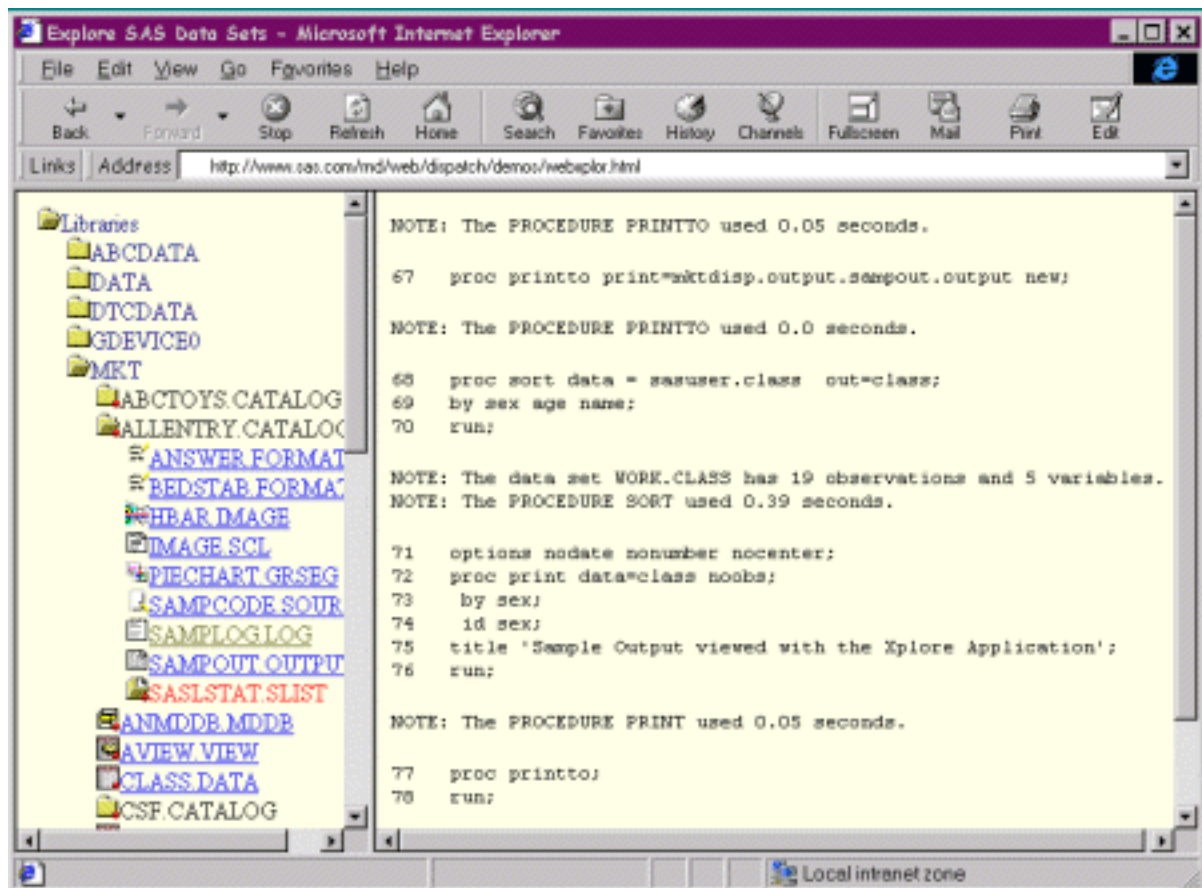 Explore SAS Data Sets - Microsoft Internet Explorer
File Edit View Go Favorites Help
Back Forward Stop Refresh Home Search Favorites History Channels Fullscreen Mail Print Edit
Links Address http://www.sas.com/rnd/web/dispatch/demos/webxplor.html
Libraries
ABCDATA
DATA
DTCDATA
GDEVICE0
MKT
ABCTOYS.CATALOG
ALLENTRY.CATALOG
ANSWER.FORMAT
BEDSTAB.FORMAT
HBAR.IMAGE
IMAGE.SCL
PIECHART.GRSEG
SAMPCODE.SOUR
SAMPLOG.LOG
SAMPOUT.OUTPUT
SASLSTAT.SLIST
ANMDDB.MDDB
AVIEW.VIEW
CLASS.DATA
CSF.CATALOG
NOTE: The PROCEDURE PRINTTO used 0.05 seconds.
67 proc printto print=mktdisp.output.sampout.output new;
NOTE: The PROCEDURE PRINTTO used 0.0 seconds.
68 proc sort data = sasuser.class out=class;
69 by sex age name;
70 run;
NOTE: The data set WORK.CLASS has 19 observations and 5 variables.
NOTE: The PROCEDURE SORT used 0.39 seconds.
71 options nodate nonumber nocenter;
72 proc print data=class noobs;
73 by sex;
74 id sex;
75 title 'Sample Output viewed with the Xplore Application';
76 run;
NOTE: The PROCEDURE PRINT used 0.05 seconds.
77 proc printto;
78 run;
Local intranet zone